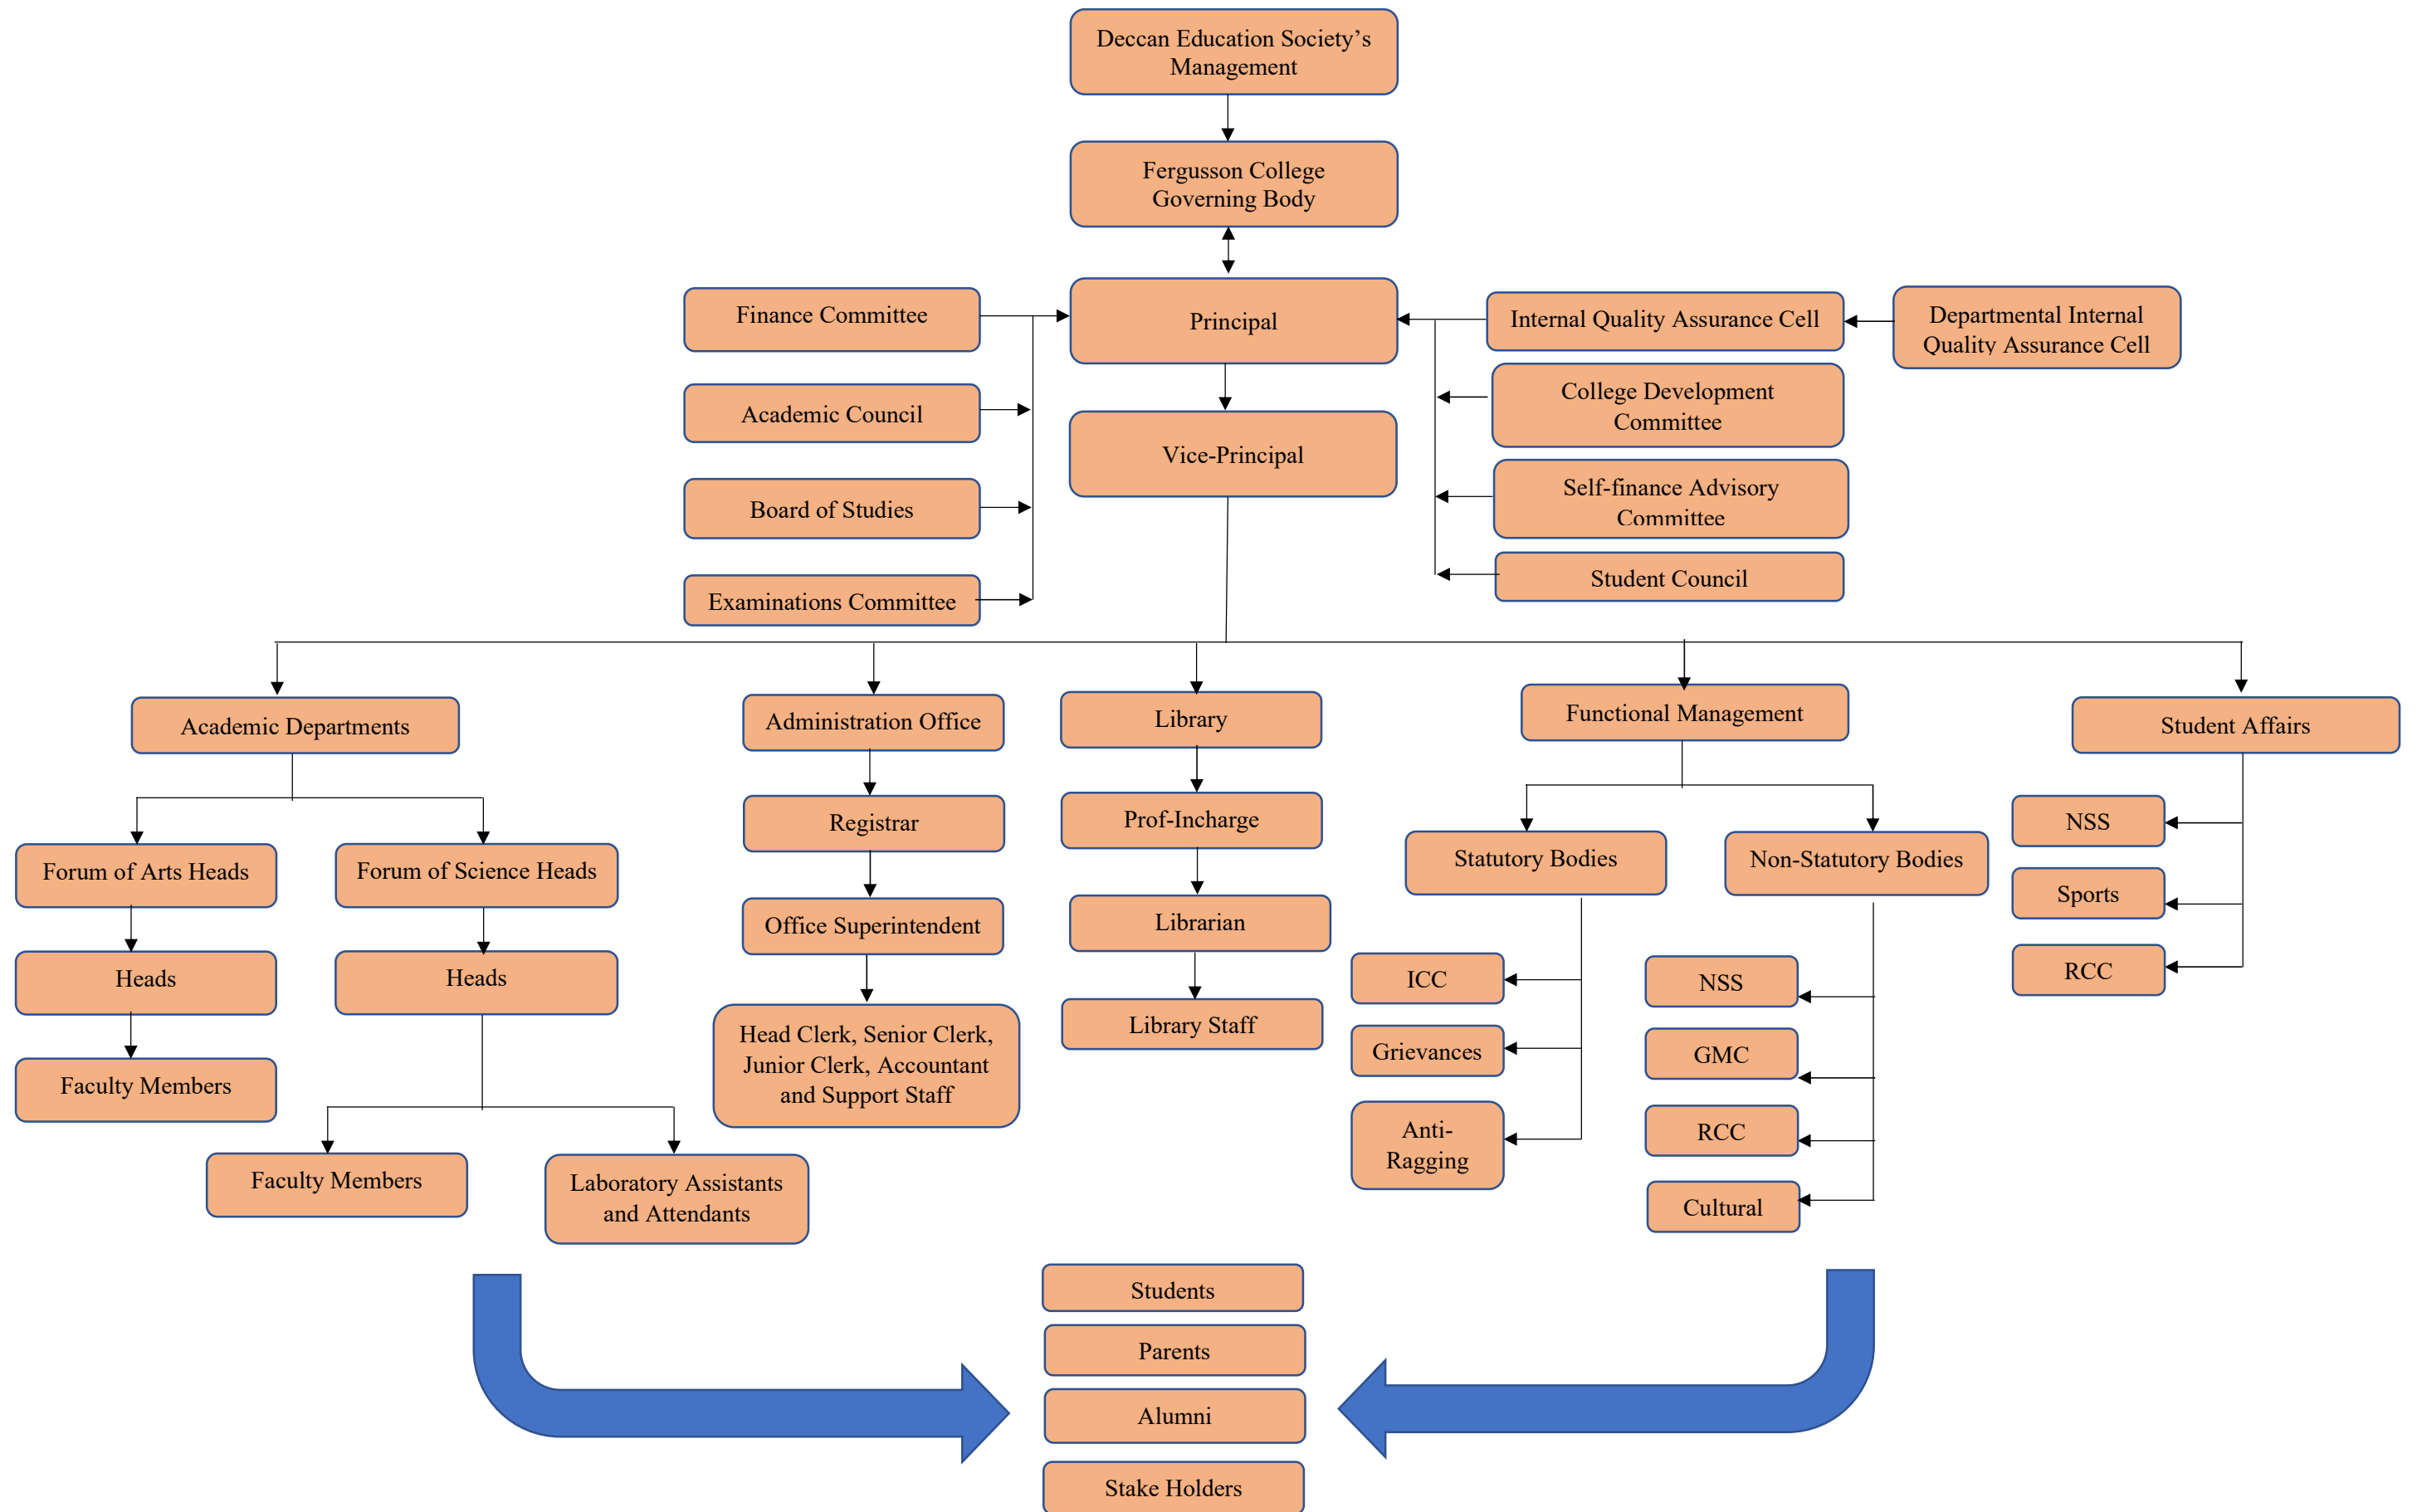 Deccan Education Society’s
Management
Fergusson College
Governing Body
Finance Committee
Principal
Internal Quality Assurance Cell
Departmental Internal
Quality Assurance Cell
Academic Council
Vice-Principal
College Development
Committee
Board of Studies
Self-finance Advisory
Committee
Examinations Committee
Student Council
Academic Departments
Administration Office
Library
Functional Management
Student Affairs
Forum of Arts Heads
Forum of Science Heads
Registrar
Prof-Incharge
Statutory Bodies
Non-Statutory Bodies
NSS
Sports
RCC
Heads
Heads
Office Superintendent
Librarian
ICC
NSS
Faculty Members
Head Clerk, Senior Clerk,
Junior Clerk, Accountant
and Support Staff
Library Staff
Grievances
GMC
Faculty Members
Laboratory Assistants
and Attendants
Anti-
Ragging
RCC
Cultural
Students
Parents
Alumni
Stake Holders